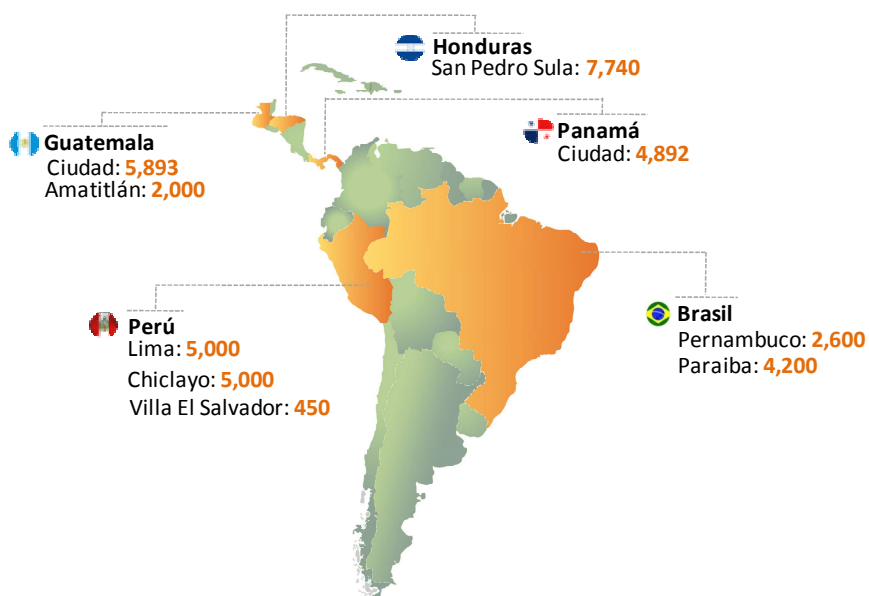 Honduras
San Pedro Sula: 7,740
Guatemala
Ciudad: 5,893
Amatitlán: 2,000
Panamá
Ciudad: 4,892
Perú
Lima: 5,000
Chiclayo: 5,000
Villa El Salvador: 450
Brasil
Pernambuco: 2,600
Paraiba: 4,200